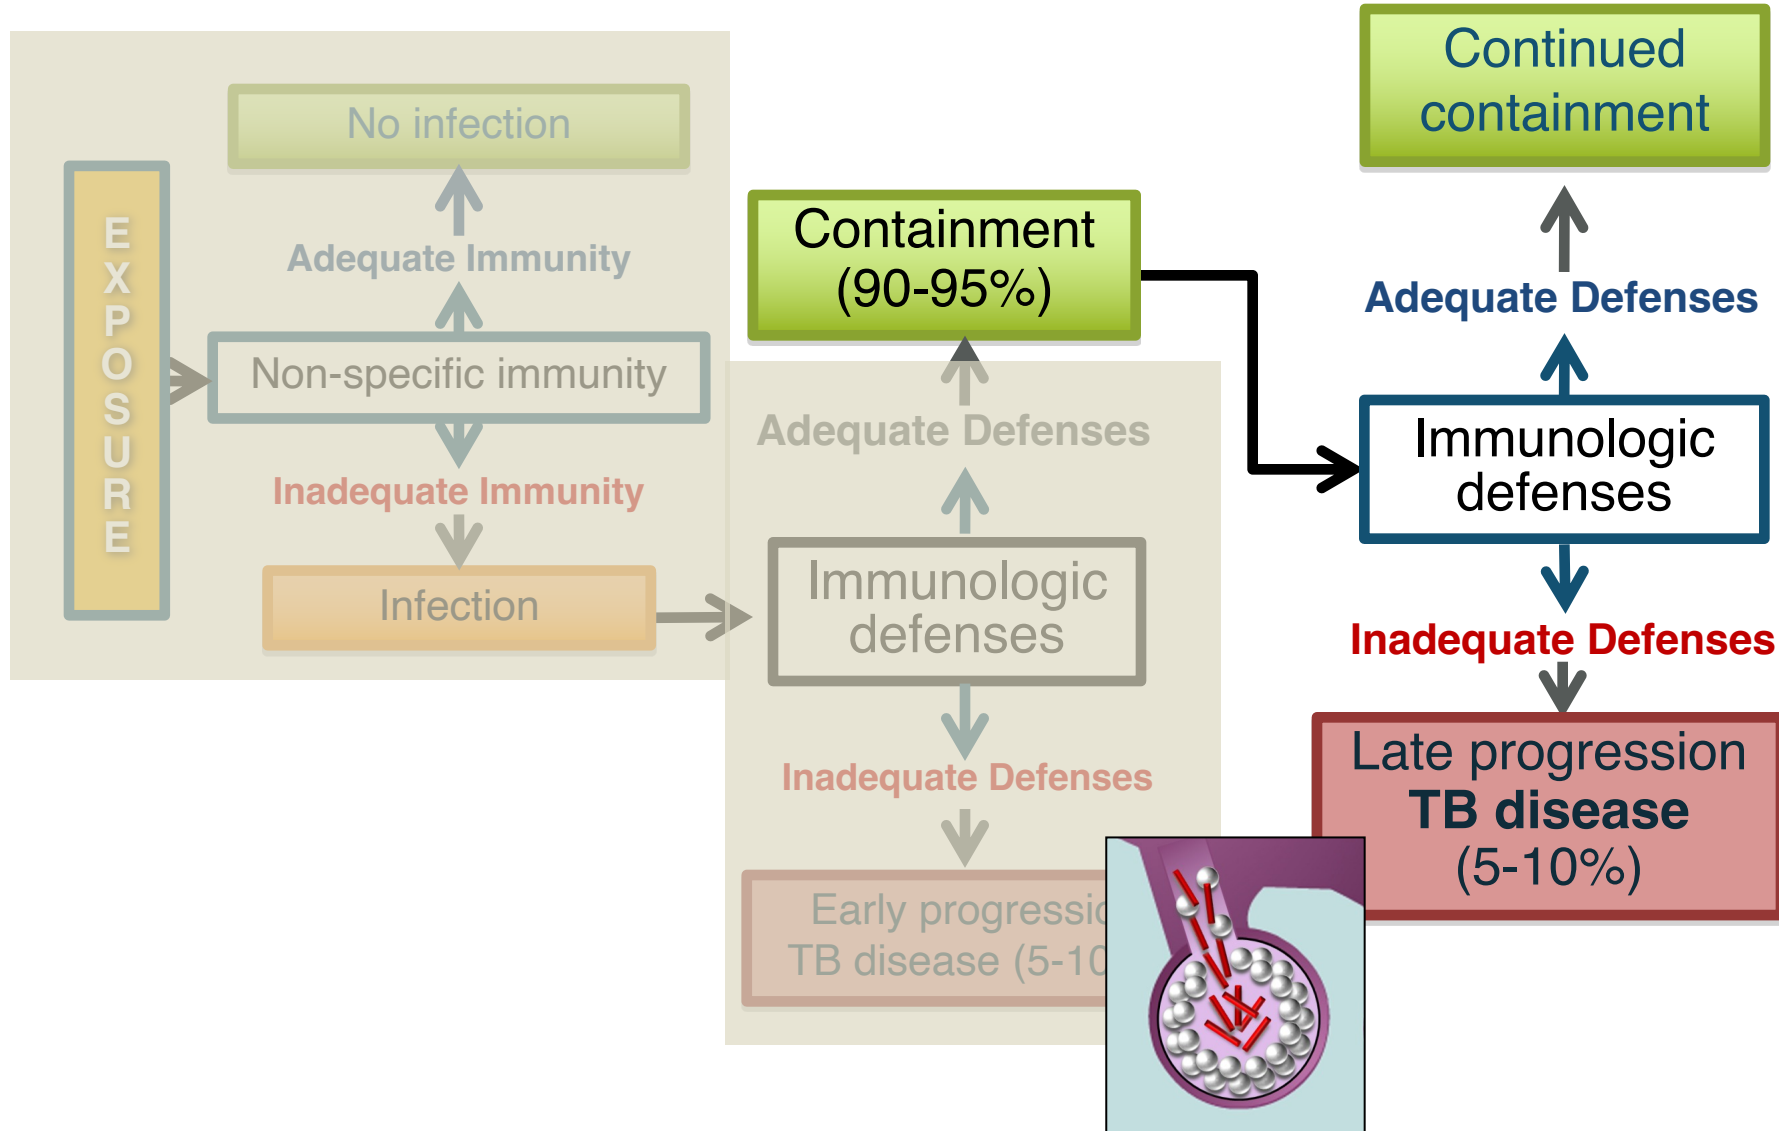 EXPOSURE
No infection
Adequate Immunity
Non-specific immunity
Inadequate Immunity
Infection
Containment
(90-95%)
Adequate Defenses
Immunologic
defenses
Inadequate Defenses
Early progressio
TB disease (5-10
Continued
containment
Adequate Defenses
Immunologic
defenses
Inadequate Defenses
Late progression
TB disease
(5-10%)